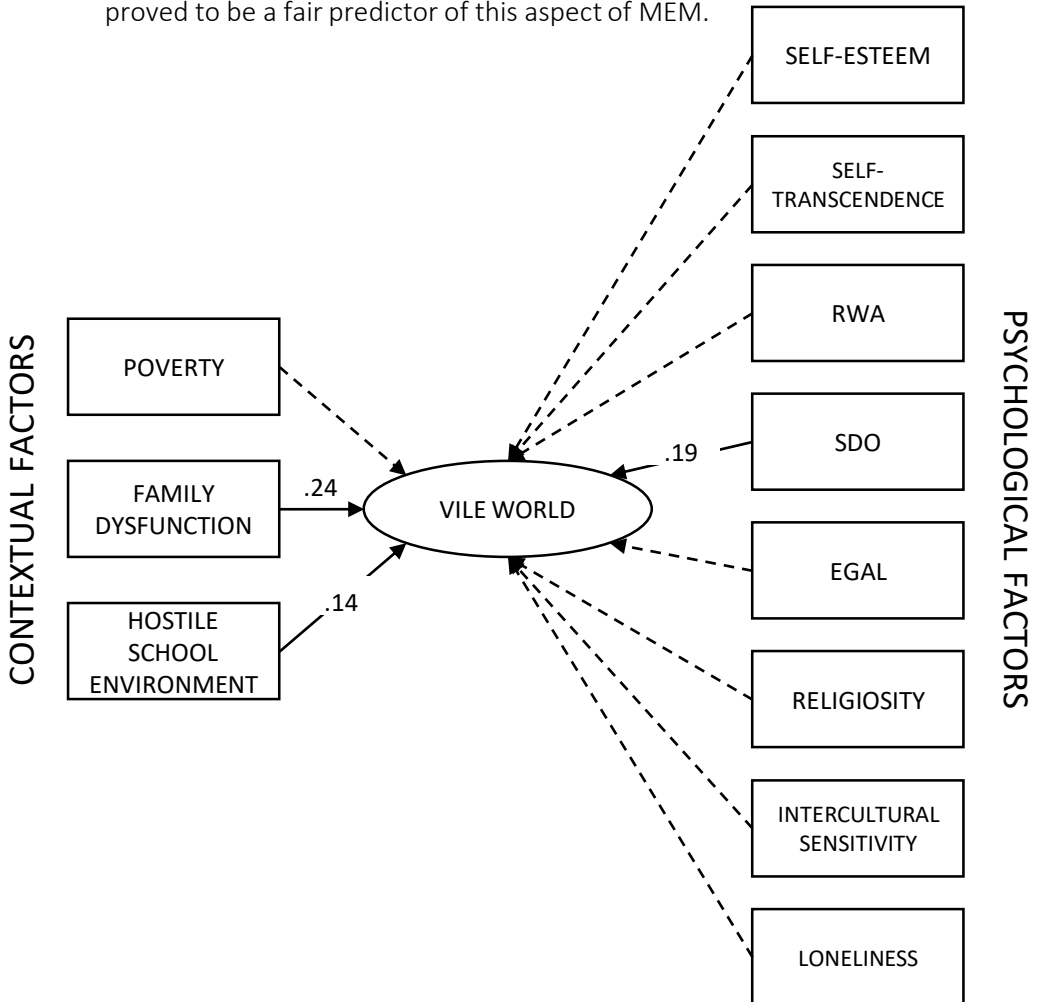 proved to be a fair predictor of this aspect of MEM.
SELF-ESTEEM
SELF-
TRANSCENDENCE
RWA
SDO
EGAL
RELIGIOSITY
INTERCULTURAL
SENSITIVITY
LONELINESS
PSYCHOLOGICAL FACTORS
CONTEXTUAL FACTORS
POVERTY
FAMILY
DYSFUNCTION
HOSTILE
SCHOOL
ENVIRONMENT
.24
.14
.19
VILE WORLD